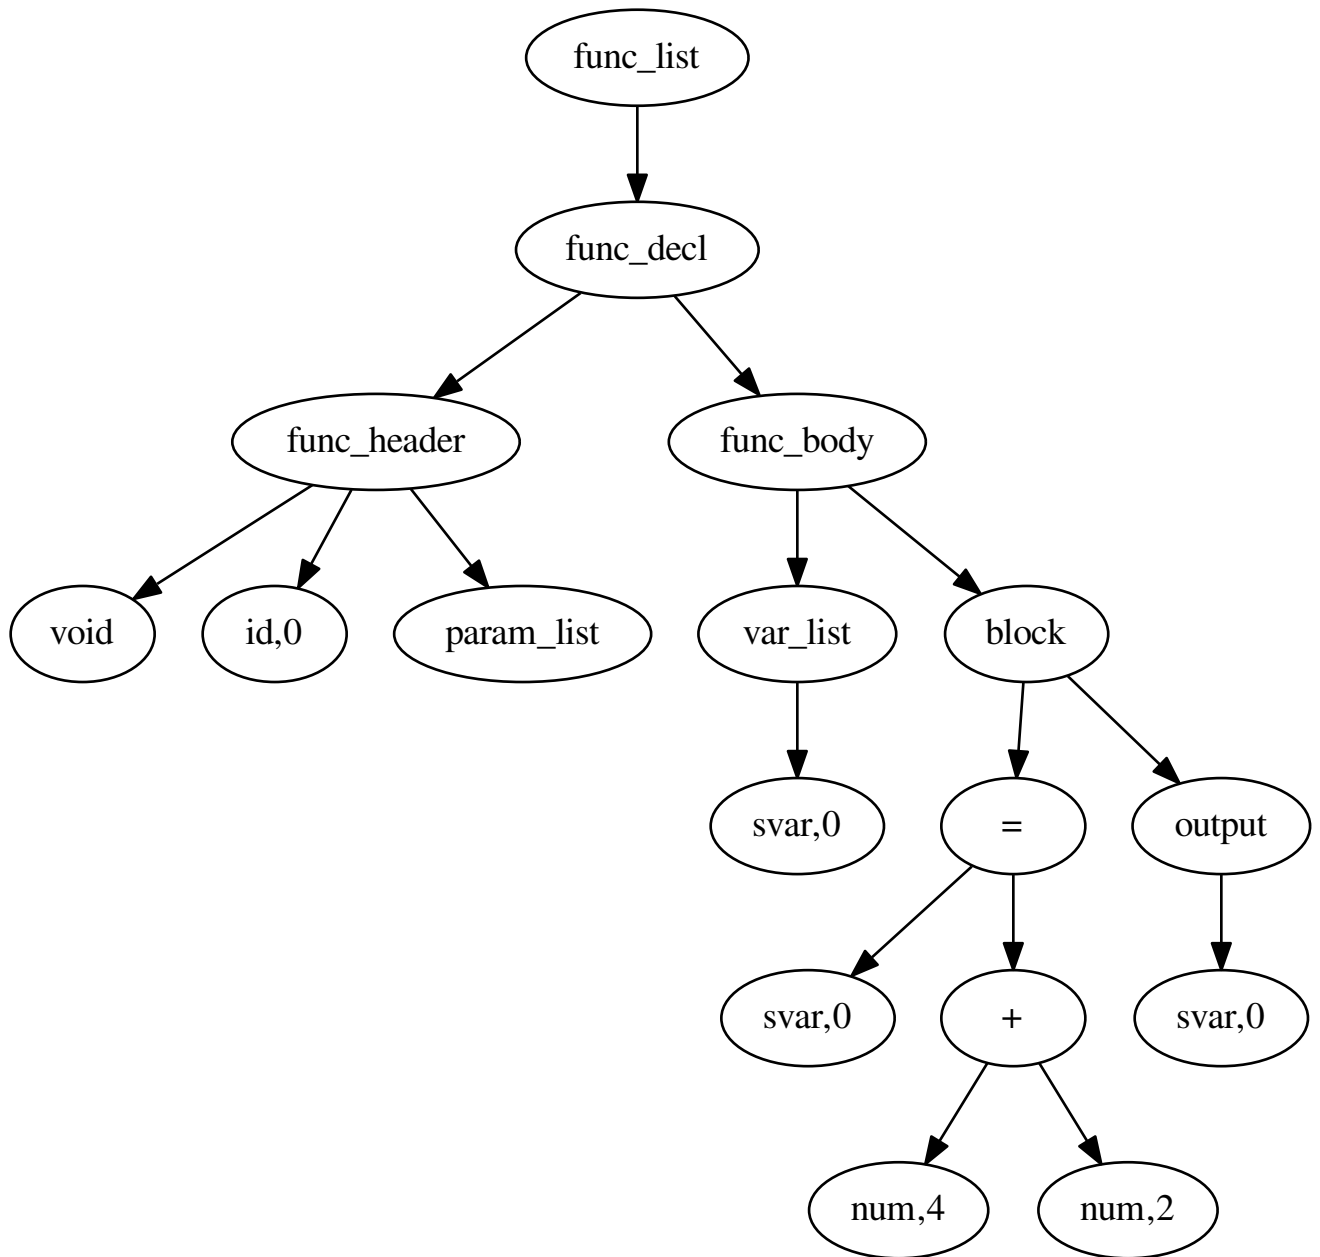 func_list
func_decl
func_header
func_body
void
id,0
param_list
var_list
block
svar,0
=
output
svar,0
+
svar,0
num,4
num,2